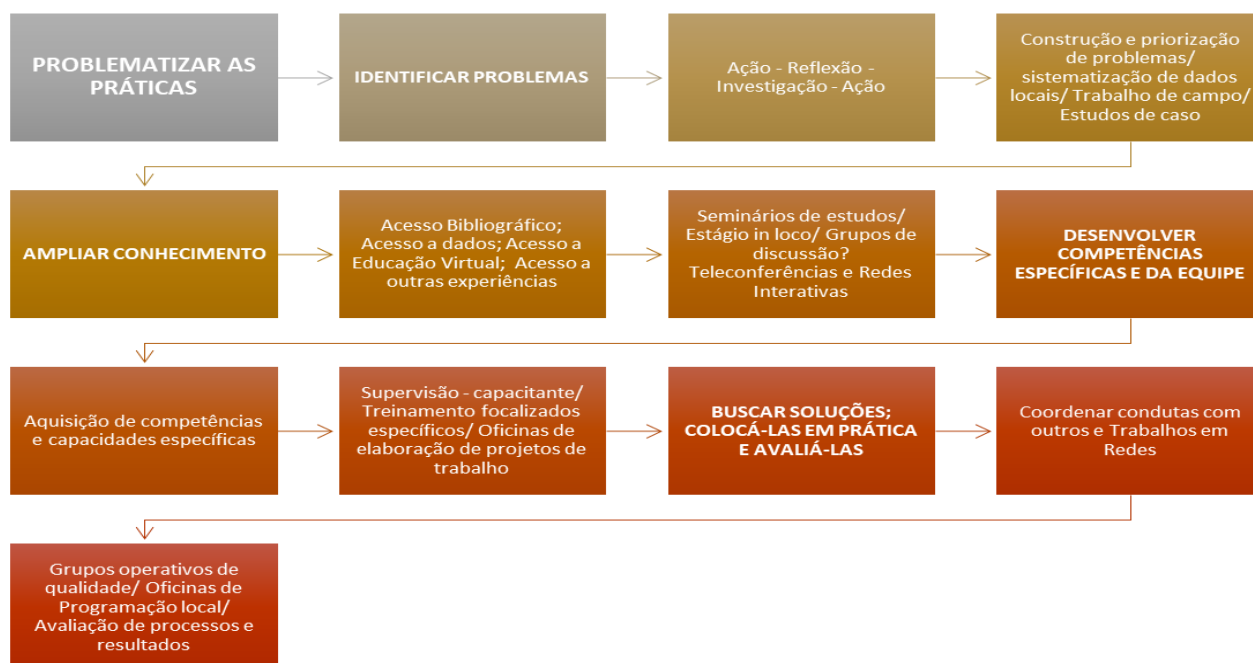 PROBLEMATIZAR AS
PRÁTICAS
IDENTIFICAR PROBLEMAS
Ação - Reflexão -
Investigação - Ação
Construção e priorização
de problemas/
sistematização de dados
locais/ Trabalho de campo/
Estudos de caso
AMPLIAR CONHECIMENTO
Acesso Bibliográfico;
Acesso a dados; Acesso a
Educação Virtual;  Acesso a
outras experiências
Seminários de estudos/
Estágio in loco/ Grupos de
discussão?
Teleconferências e Redes
Interativas
DESENVOLVER
COMPETÊNCIAS
ESPECÍFICAS E DA EQUIPE
Aquisição de competências
e capacidades específicas
Supervisão - capacitante/
Treinamento focalizados
específicos/ Oficinas de
elaboração de projetos de
trabalho
BUSCAR SOLUÇÕES;
COLOCÁ-LAS EM PRÁTICA
E AVALIÁ-LAS
Coordenar condutas com
outros e Trabalhos em
Redes
Grupos operativos de
qualidade/ Oficinas de
Programação local/
Avaliação de processos e
resultados